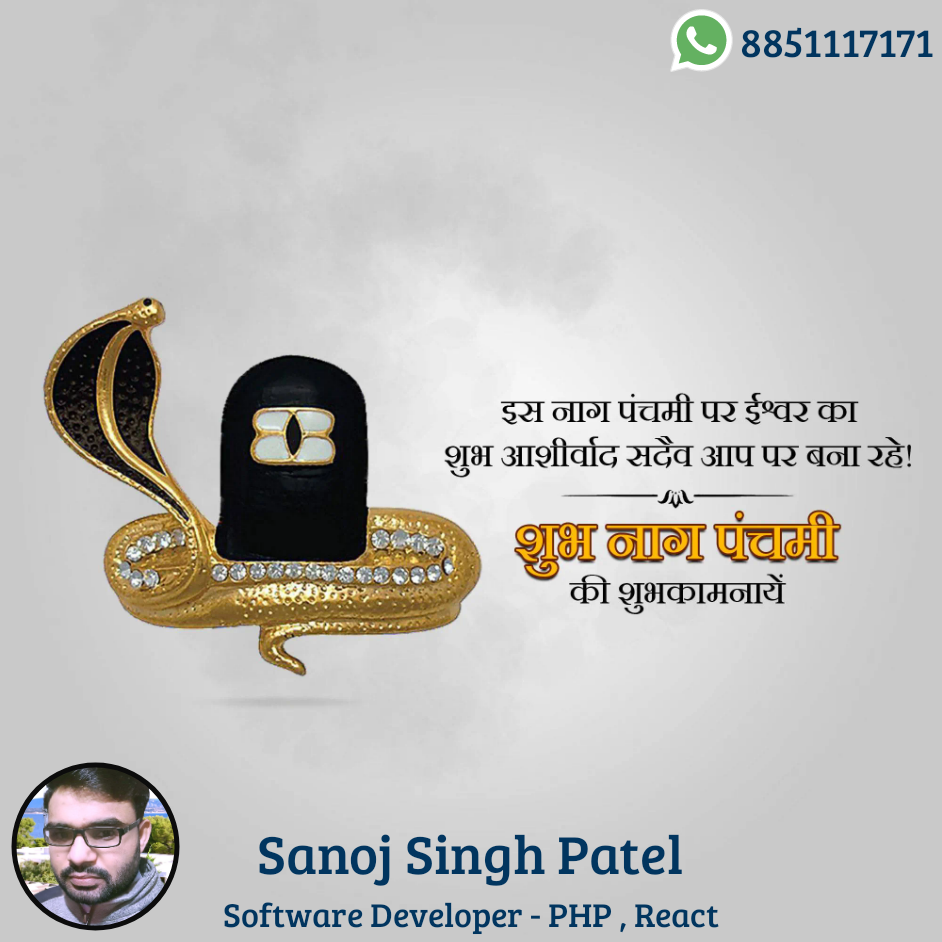 8851117171
इस नाग पंचमी पर ईश्वर का
शुभ आशीर्वाद सदैव आप पर बना रहे!
शुभ नाग पंचमी
की शुभकामनायें
Sanoj Singh Patel
Software Developer - PHP , React